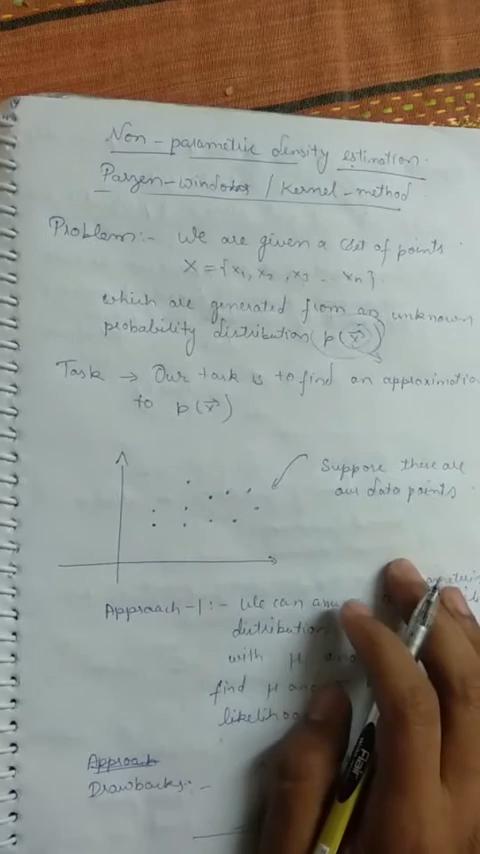 Non-parametric density estimation.
Parzen-windows / Kernel-method
Problem:- We are given a set of points.
X = {x1, x2, x3 ... xn}.
which are generated from an unknown
probability distribution p(x⃗)
Task → Our task is to find an approximation
to p(x⃗)
Suppose these are
our data points.
Approach-1:- We can
distribution
with μ
find μ and
Approach
Drawbacks:-
Flair